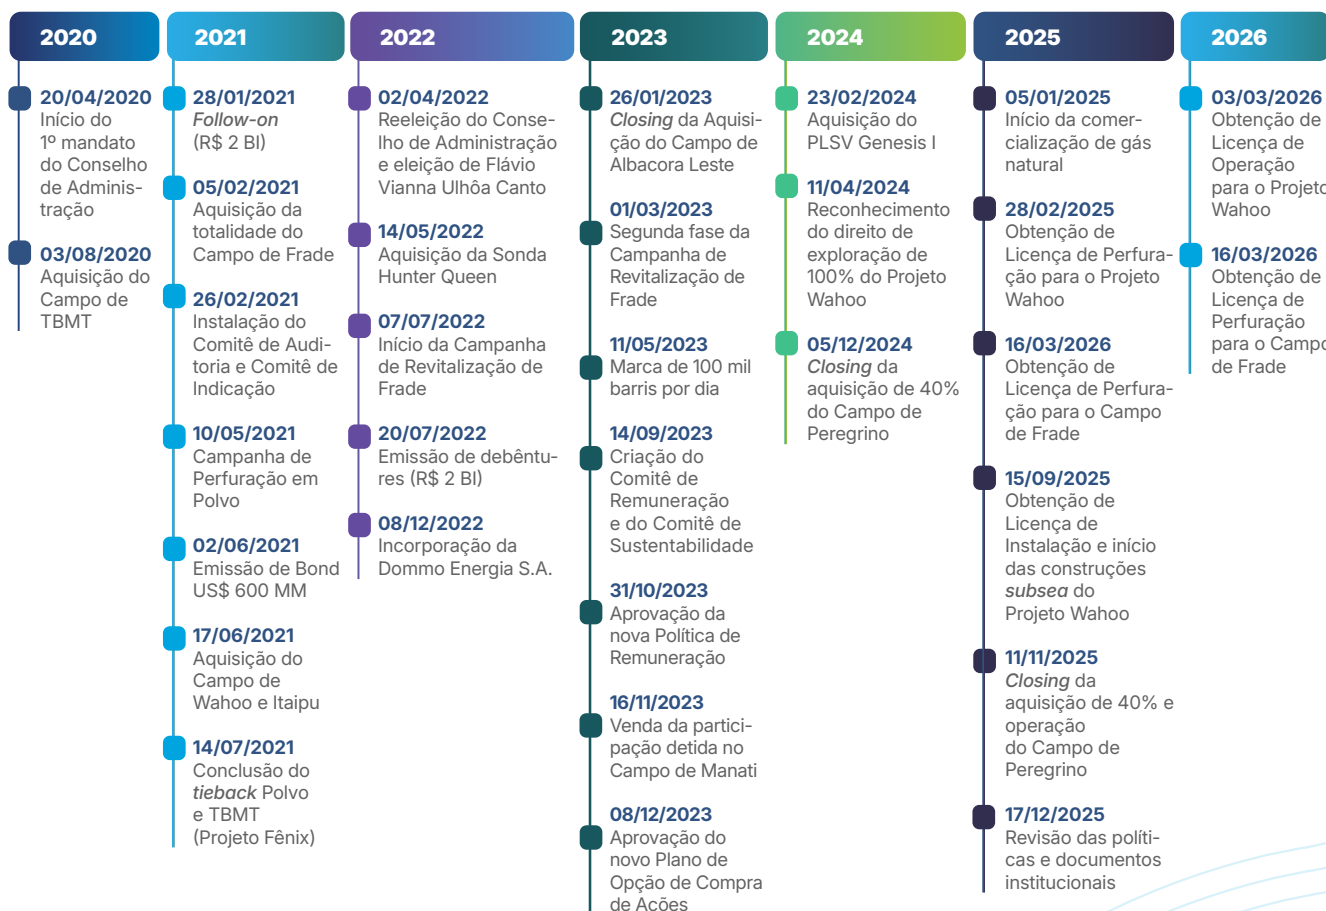 2020
20/04/2020
Início do
1º mandato
do Conselho
de Adminis-
tração
03/08/2020
Aquisição do
Campo de
TBMT
2021
28/01/2021
Follow-on
(R$ 2 BI)
05/02/2021
Aquisição da
totalidade do
Campo de Frade
26/02/2021
Instalação do
Comitê de Audi-
toria e Comitê de
Indicação
10/05/2021
Campanha de
Perfuração em
Polvo
02/06/2021
Emissão de Bond
US$ 600 MM
17/06/2021
Aquisição do
Campo de
Wahoo e Itaipu
14/07/2021
Conclusão do
tieback Polvo
e TBMT
(Projeto Fênix)
2022
02/04/2022
Reeleição do Conse-
lho de Administração
e eleição de Flávio
Vianna Ulhôa Canto
14/05/2022
Aquisição da Sonda
Hunter Queen
07/07/2022
Início da Campanha
de Revitalização de
Frade
20/07/2022
Emissão de debêntu-
res (R$ 2 BI)
08/12/2022
Incorporação da
Dommo Energia S.A.
2023
26/01/2023
Closing da Aquisi-
ção do Campo de
Albacora Leste
01/03/2023
Segunda fase da
Campanha de
Revitalização de
Frade
11/05/2023
Marca de 100 mil
barris por dia
14/09/2023
Criação do
Comitê de
Remuneração
e do Comitê de
Sustentabilidade
31/10/2023
Aprovação da
nova Política de
Remuneração
16/11/2023
Venda da partici-
pação detida no
Campo de Manati
08/12/2023
Aprovação do
novo Plano de
Opção de Compra
de Ações
2024
23/02/2024
Aquisição do
PLSV Genesis I
11/04/2024
Reconhecimento
do direito de
exploração de
100% do Projeto
Wahoo
05/12/2024
Closing da
aquisição de 40%
do Campo de
Peregrino
2025
05/01/2025
Início da comer-
cialização de gás
natural
28/02/2025
Obtenção de
Licença de Perfura-
ção para o Projeto
Wahoo
16/03/2026
Obtenção de
Licença de Perfura-
ção para o Campo
de Frade
15/09/2025
Obtenção de
Licença de
Instalação e início
das construções
subsea do
Projeto Wahoo
11/11/2025
Closing da
aquisição de 40% e
operação
do Campo de
Peregrino
17/12/2025
Revisão das políti-
cas e documentos
institucionais
2026
03/03/2026
Obtenção de
Licença de
Operação
para o Projeto
Wahoo
16/03/2026
Obtenção de
Licença de
Perfuração
para o Campo
de Frade